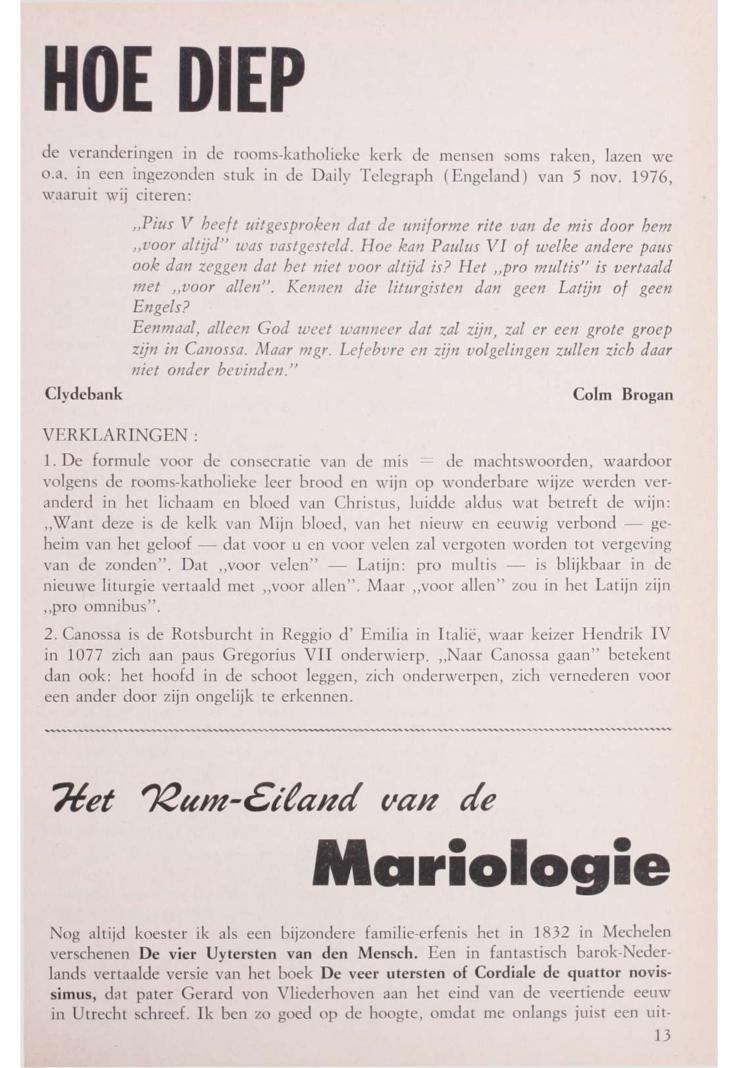 HOE DIEP
de veranderingen in de rooms-katholieke kerk de mensen soms raken, lazen we
o.a. in een ingezonden stuk in de Daily Telegraph (Engeland) van 5 nov. 1976,
waaruit wij citeren:
„Pius V heeft uitgesproken dat de uniforme rite van de mis door hem
„voor altijd” was vastgesteld. Hoe kan Paulus VI of welke andere paus
ook dan zeggen dat het niet voor altijd is? Het „pro multis” is vertaald
met „voor allen”. Kennen die liturgisten dan geen Latijn of geen
Engels?
Eenmaal, alleen God weet wanneer dat zal zijn, zal er een grote groep
zijn in Canossa. Maar mgr. Lefebvre en zijn volgelingen zullen zich daar
niet onder bevinden.”
Clydebank Colm Brogan
VERKLARINGEN :
1. De formule voor de consecratie van de mis = de machtswoorden, waardoor
volgens de rooms-katholieke leer brood en wijn op wonderbare wijze werden ver-
anderd in het lichaam en bloed van Christus, luidde aldus wat betreft de wijn:
„Want deze is de kelk van Mijn bloed, van het nieuw en eeuwig verbond — ge-
heim van het geloof — dat voor u en voor velen zal vergoten worden tot vergeving
van de zonden”. Dat „voor velen” — Latijn: pro multis — is blijkbaar in de
nieuwe liturgie vertaald met „voor allen”. Maar „voor allen” zou in het Latijn zijn
„pro omnibus”.
2. Canossa is de Rotsburcht in Reggio d' Emilia in Italië, waar keizer Hendrik IV
in 1077 zich aan paus Gregorius VII onderwierp. „Naar Canossa gaan” betekent
dan ook: het hoofd in de schoot leggen, zich onderwerpen, zich vernederen voor
een ander door zijn ongelijk te erkennen.
Het Rum-Eiland van de
Mariologie
Nog altijd koester ik als een bijzondere familie-erfenis het in 1832 in Mechelen
verschenen De vier Uytersten van den Mensch. Een in fantastisch barok-Neder-
lands vertaalde versie van het boek De veer utersten of Cordiale de quattor novis-
simus, dat pater Gerard von Vliederhoven aan het eind van de veertiende eeuw
in Utrecht schreef. Ik ben zo goed op de hoogte, omdat me onlangs juist een uit-
13